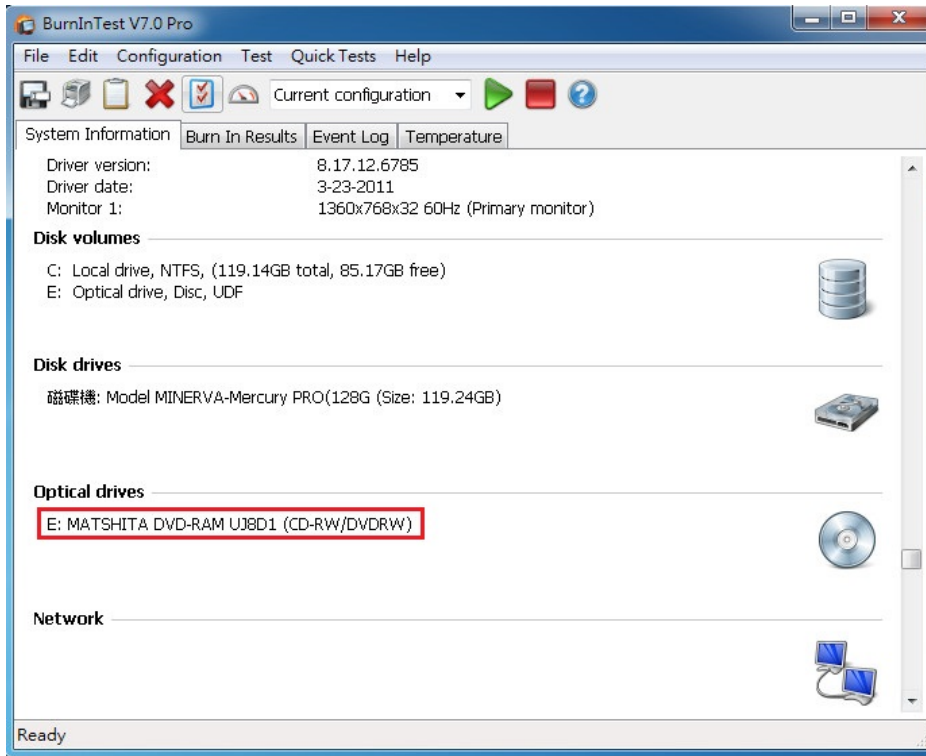 BurnInTest V7.0 Pro
File Edit Configuration Test Quick Tests Help
Current configuration
System Information Burn In Results Event Log Temperature
Driver version: 8.17.12.6785
Driver date: 3-23-2011
Monitor 1: 1360x768x32 60Hz (Primary monitor)
Disk volumes
C: Local drive, NTFS, (119.14GB total, 85.17GB free)
E: Optical drive, Disc, UDF
Disk drives
磁碟機: Model MINERVA-Mercury PRO(128G (Size: 119.24GB)
Optical drives
E: MATSHITA DVD-RAM UJ8D1 (CD-RW/DVDRW)
Network
Ready